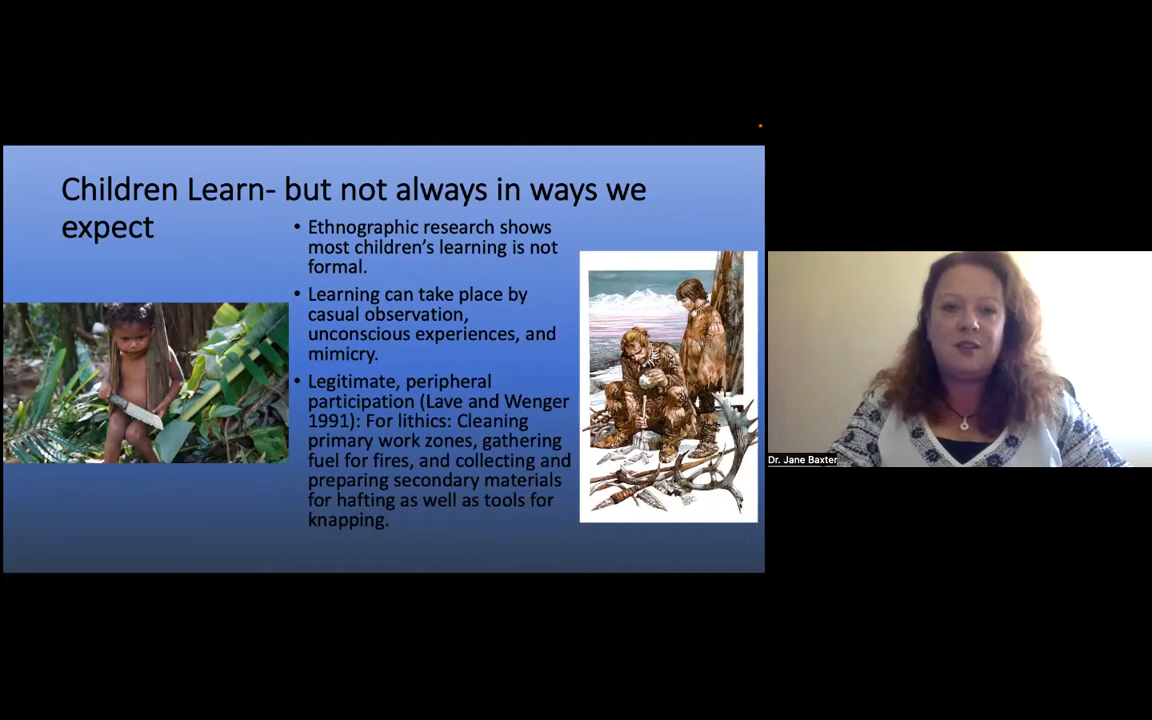 Children Learn- but not always in ways we
expect
• Ethnographic research shows
most children's learning is not
formal.
• Learning can take place by
casual observation,
unconscious experiences, and
mimicry.
• Legitimate, peripheral
participation (Lave and Wenger
1991): For lithics: Cleaning
primary work zones, gathering
fuel for fires, and collecting and
preparing secondary materials
for hafting as well as tools for
knapping.
Dr. Jane Baxter